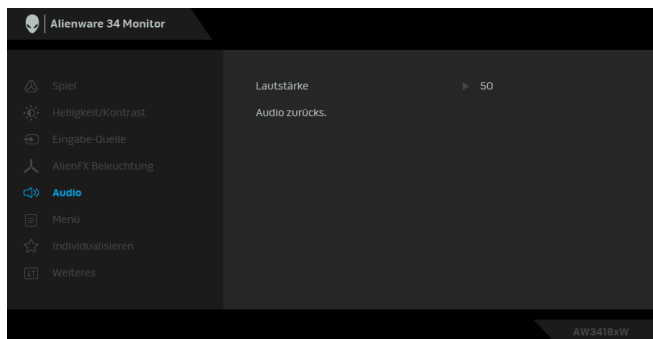 Alienware 34 Monitor
Spiel
Helligkeit/Kontrast
Eingabe-Quelle
AlienFX Beleuchtung
Audio
Menü
Individualisieren
Weiteres
Lautstärke 50
Audio zurücks.
AW3418xW